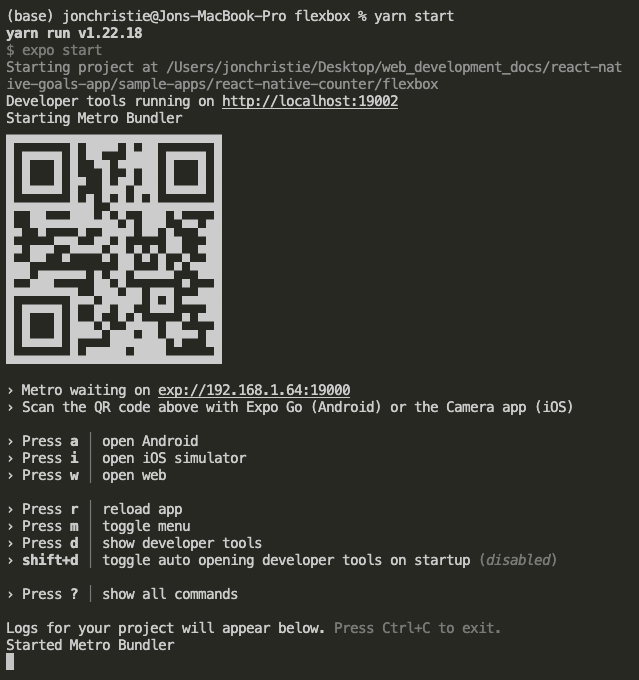 (base) jonchristie@Jons-MacBook-Pro flexbox % yarn start
yarn run v1.22.18
$ expo start
Starting project at /Users/jonchristie/Desktop/web_development_docs/react-nat
ive-goals-app/sample-apps/react-native-counter/flexbox
Developer tools running on http://localhost:19002
Starting Metro Bundler
› Metro waiting on exp://192.168.1.64:19000
› Scan the QR code above with Expo Go (Android) or the Camera app (iOS)
› Press a │ open Android
› Press i │ open iOS simulator
› Press w │ open web
› Press r │ reload app
› Press m │ toggle menu
› Press d │ show developer tools
› shift+d │ toggle auto opening developer tools on startup (disabled)
› Press ? │ show all commands
Logs for your project will appear below. Press Ctrl+C to exit.
Started Metro Bundler